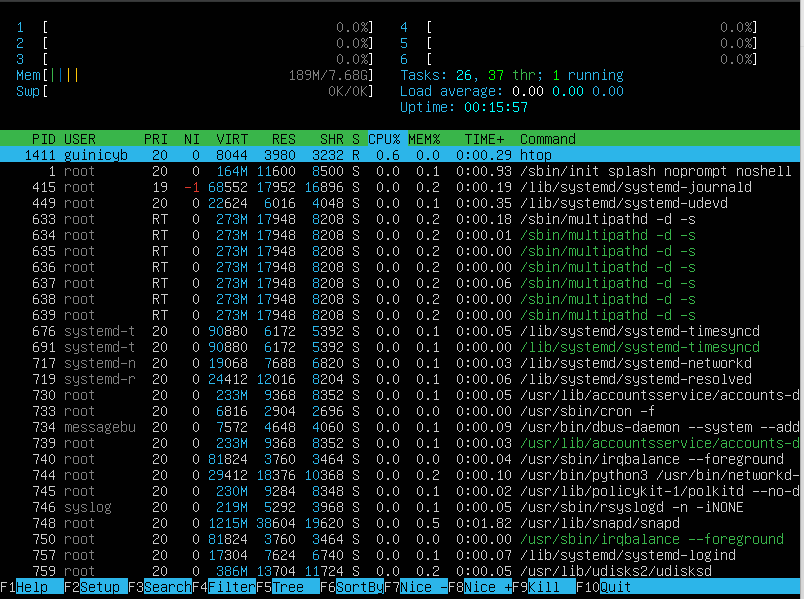 1 [ 0.0%] 4 [ 0.0%]
2 [ 0.0%] 5 [ 0.0%]
3 [ 0.0%] 6 [ 0.0%]
Mem[|||| 189M/7.68G] Tasks: 26, 37 thr; 1 running
Swp[ 0K/0K] Load average: 0.00 0.00 0.00
Uptime: 00:15:57
PID USER PRI NI VIRT RES SHR S CPU% MEM% TIME+ Command
1411 guinicyb 20 0 8044 3980 3232 R 0.6 0.0 0:00.29 htop
1 root 20 0 164M 11600 8500 S 0.0 0.1 0:00.93 /sbin/init splash noprompt noshell
415 root 19 -1 68552 17952 16896 S 0.0 0.2 0:00.19 /lib/systemd/systemd-journald
449 root 20 0 22624 6016 4048 S 0.0 0.1 0:00.35 /lib/systemd/systemd-udevd
633 root RT 0 273M 17948 8208 S 0.0 0.2 0:00.18 /sbin/multipathd -d -s
634 root RT 0 273M 17948 8208 S 0.0 0.2 0:00.01 /sbin/multipathd -d -s
635 root RT 0 273M 17948 8208 S 0.0 0.2 0:00.00 /sbin/multipathd -d -s
636 root RT 0 273M 17948 8208 S 0.0 0.2 0:00.00 /sbin/multipathd -d -s
637 root RT 0 273M 17948 8208 S 0.0 0.2 0:00.06 /sbin/multipathd -d -s
638 root RT 0 273M 17948 8208 S 0.0 0.2 0:00.00 /sbin/multipathd -d -s
639 root RT 0 273M 17948 8208 S 0.0 0.2 0:00.00 /sbin/multipathd -d -s
676 systemd-t 20 0 90880 6172 5392 S 0.0 0.1 0:00.05 /lib/systemd/systemd-timesyncd
691 systemd-t 20 0 90880 6172 5392 S 0.0 0.1 0:00.00 /lib/systemd/systemd-timesyncd
717 systemd-n 20 0 19068 7688 6820 S 0.0 0.1 0:00.03 /lib/systemd/systemd-networkd
719 systemd-r 20 0 24412 12016 8204 S 0.0 0.1 0:00.06 /lib/systemd/systemd-resolved
730 root 20 0 233M 9368 8352 S 0.0 0.1 0:00.05 /usr/lib/accountsservice/accounts-d
733 root 20 0 6816 2904 2696 S 0.0 0.0 0:00.00 /usr/sbin/cron -f
734 messagebu 20 0 7572 4648 4060 S 0.0 0.1 0:00.09 /usr/bin/dbus-daemon --system --add
739 root 20 0 233M 9368 8352 S 0.0 0.1 0:00.03 /usr/lib/accountsservice/accounts-d
740 root 20 0 81824 3760 3464 S 0.0 0.0 0:00.04 /usr/sbin/irqbalance --foreground
744 root 20 0 29412 18376 10368 S 0.0 0.2 0:00.10 /usr/bin/python3 /usr/bin/networkd-
745 root 20 0 230M 9284 8348 S 0.0 0.1 0:00.02 /usr/lib/policykit-1/polkitd --no-d
746 syslog 20 0 219M 5292 3968 S 0.0 0.1 0:00.05 /usr/sbin/rsyslogd -n -iNONE
748 root 20 0 1215M 38604 19620 S 0.0 0.5 0:01.82 /usr/lib/snapd/snapd
750 root 20 0 81824 3760 3464 S 0.0 0.0 0:00.00 /usr/sbin/irqbalance --foreground
757 root 20 0 17304 7624 6740 S 0.0 0.1 0:00.07 /lib/systemd/systemd-logind
759 root 20 0 386M 13704 11724 S 0.0 0.2 0:00.05 /usr/lib/udisks2/udisksd
F1Help F2Setup F3SearchF4FilterF5Tree F6SortByF7Nice -F8Nice +F9Kill F10Quit